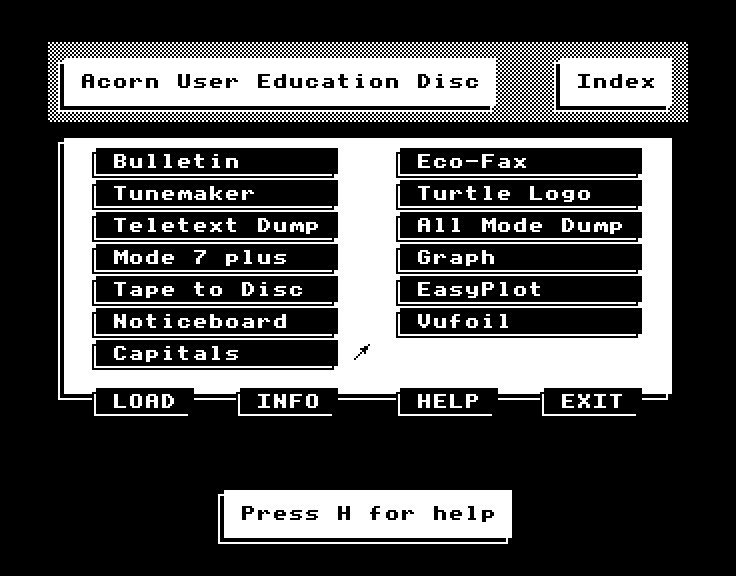 Acorn User Education Disc
Index
Bulletin
Eco-Fax
Tunemaker
Turtle Logo
Teletext Dump
All Mode Dump
Mode 7 plus
Graph
Tape to Disc
EasyPlot
Noticeboard
Vufoil
Capitals
LOAD
INFO
HELP
EXIT
Press H for help